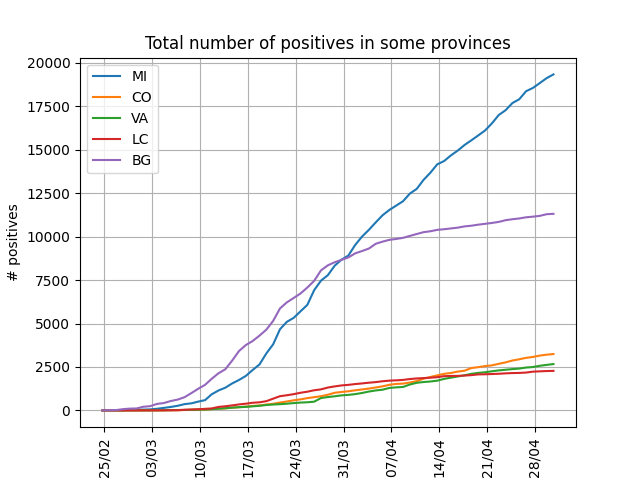 Total number of positives in some provinces
20000
17500
15000
12500
10000
7500
5000
2500
0
# positives
MI
CO
VA
LC
BG
25/02
03/03
10/03
17/03
24/03
31/03
07/04
14/04
21/04
28/04